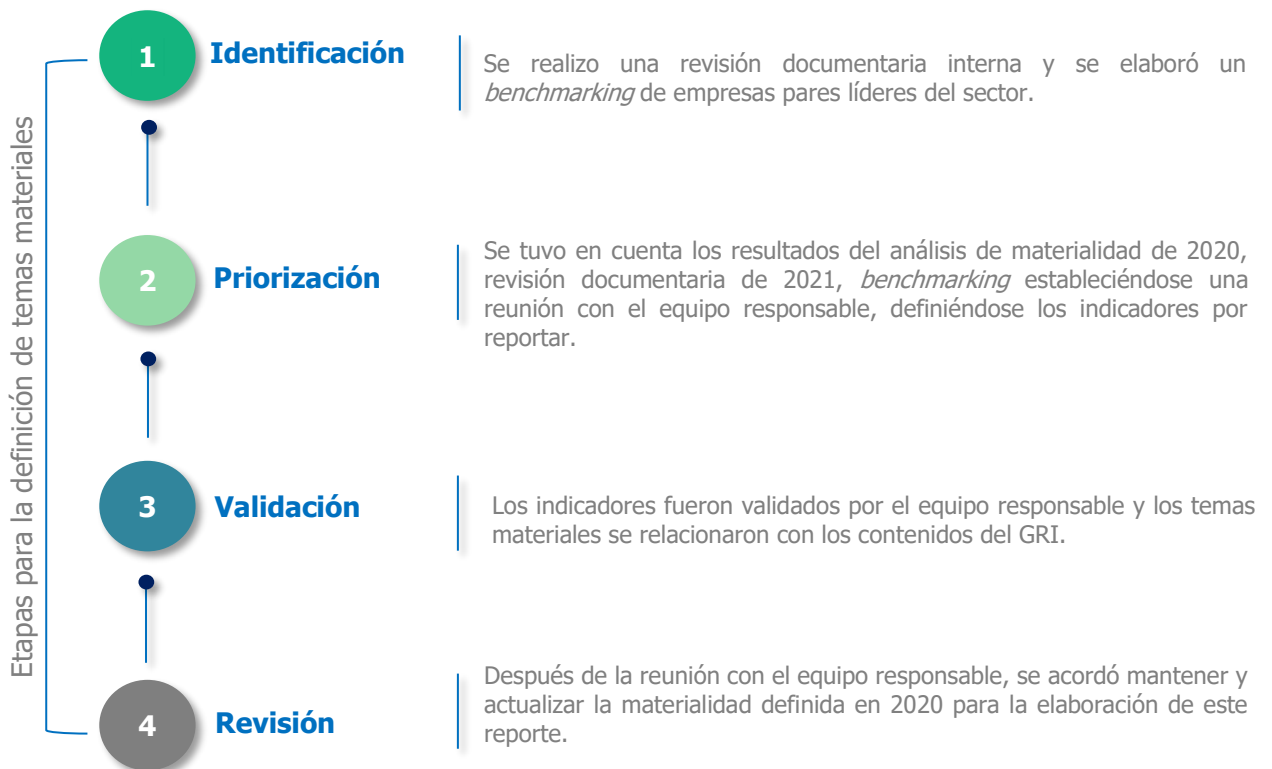 Etapas para la definición de temas materiales
1
Identificación
Se realizo una revisión documentaria interna y se elaboró un
benchmarking de empresas pares líderes del sector.
2
Priorización
Se tuvo en cuenta los resultados del análisis de materialidad de 2020,
revisión documentaria de 2021, benchmarking estableciéndose una
reunión con el equipo responsable, definiéndose los indicadores por
reportar.
3
Validación
Los indicadores fueron validados por el equipo responsable y los temas
materiales se relacionaron con los contenidos del GRI.
4
Revisión
Después de la reunión con el equipo responsable, se acordó mantener y
actualizar la materialidad definida en 2020 para la elaboración de este
reporte.